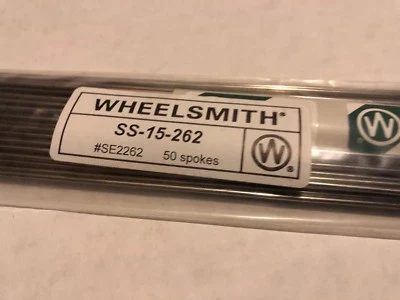 WHEELSMITH®
SS-15-262
#SE2262 50 spokes
W®
W